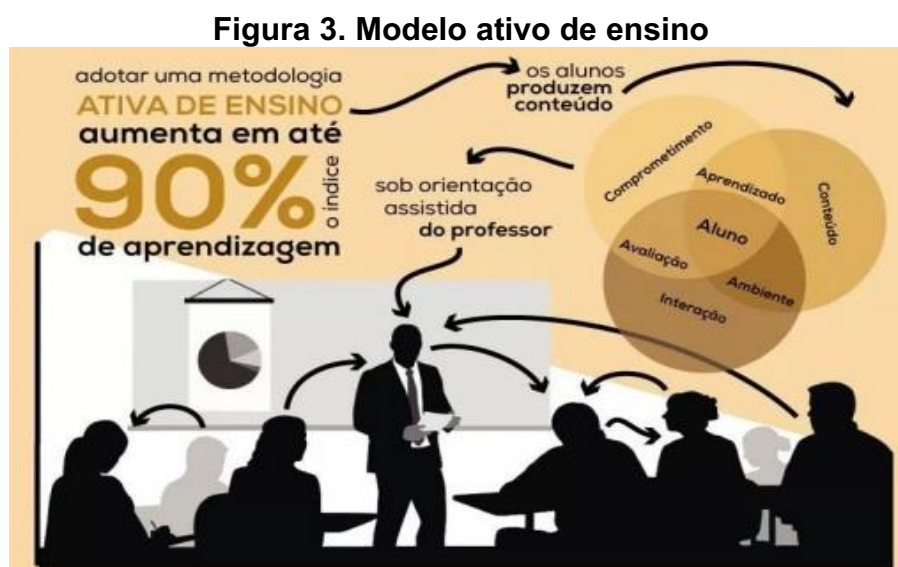 Figura 3. Modelo ativo de ensino
adotar uma metodologia
ATIVA DE ENSINO
aumenta em até
90%
o indice
de aprendizagem
os alunos
produzem
conteúdo
sob orientação
assistida
do professor
Comprometimento
Aprendizado
Conteúdo
Aluno
Avaliação
Ambiente
Interação